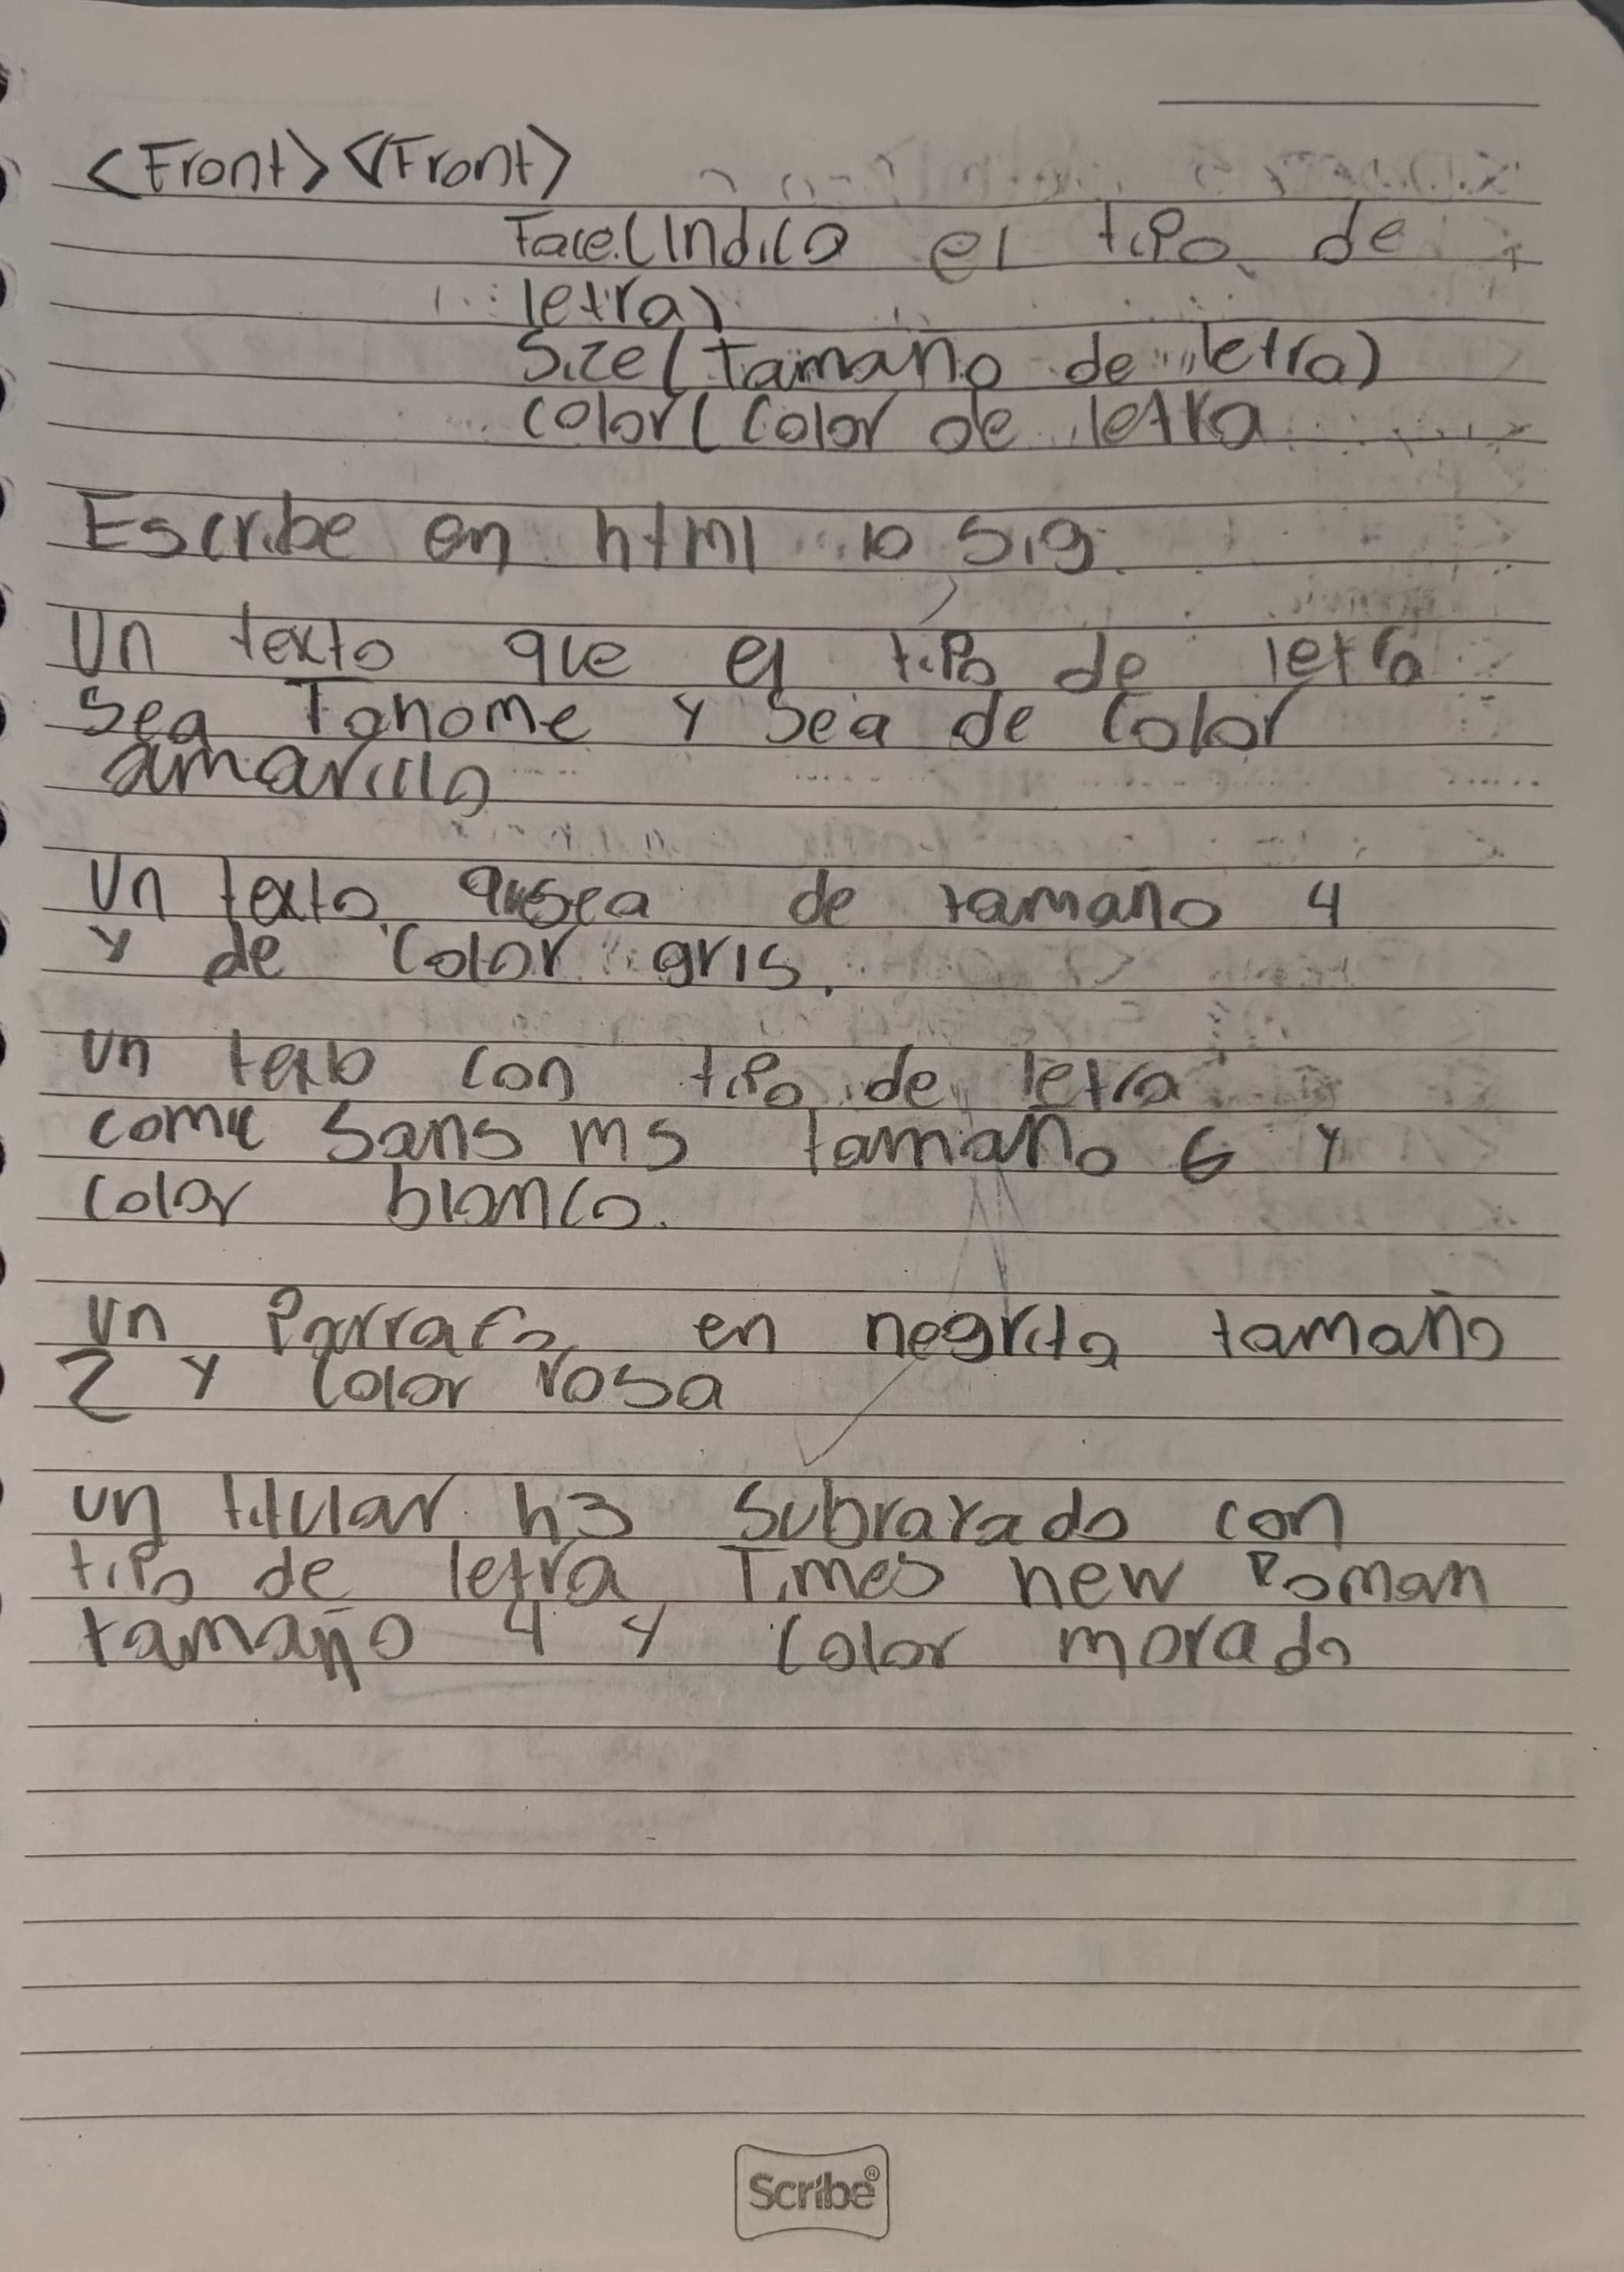 <Front></Front>
Face.(Indica el tipo de
letra)
Size(Tamaño de letra)
color(Color de letra
Escribe en html lo sig.
Un texto que el tipo de letra
sea Tahome y sea de color
amarillo
Un texto qusea de tamaño 4
y de color gris.
un texto con tipo de letra
comic Sans ms tamaño 6 y
color blanco.
un Parrafo en negrita tamaño
2 y color rosa
un titular h3 subrayado con
tipo de letra Times new Roman
tamaño 4 y color morado
Scribe®